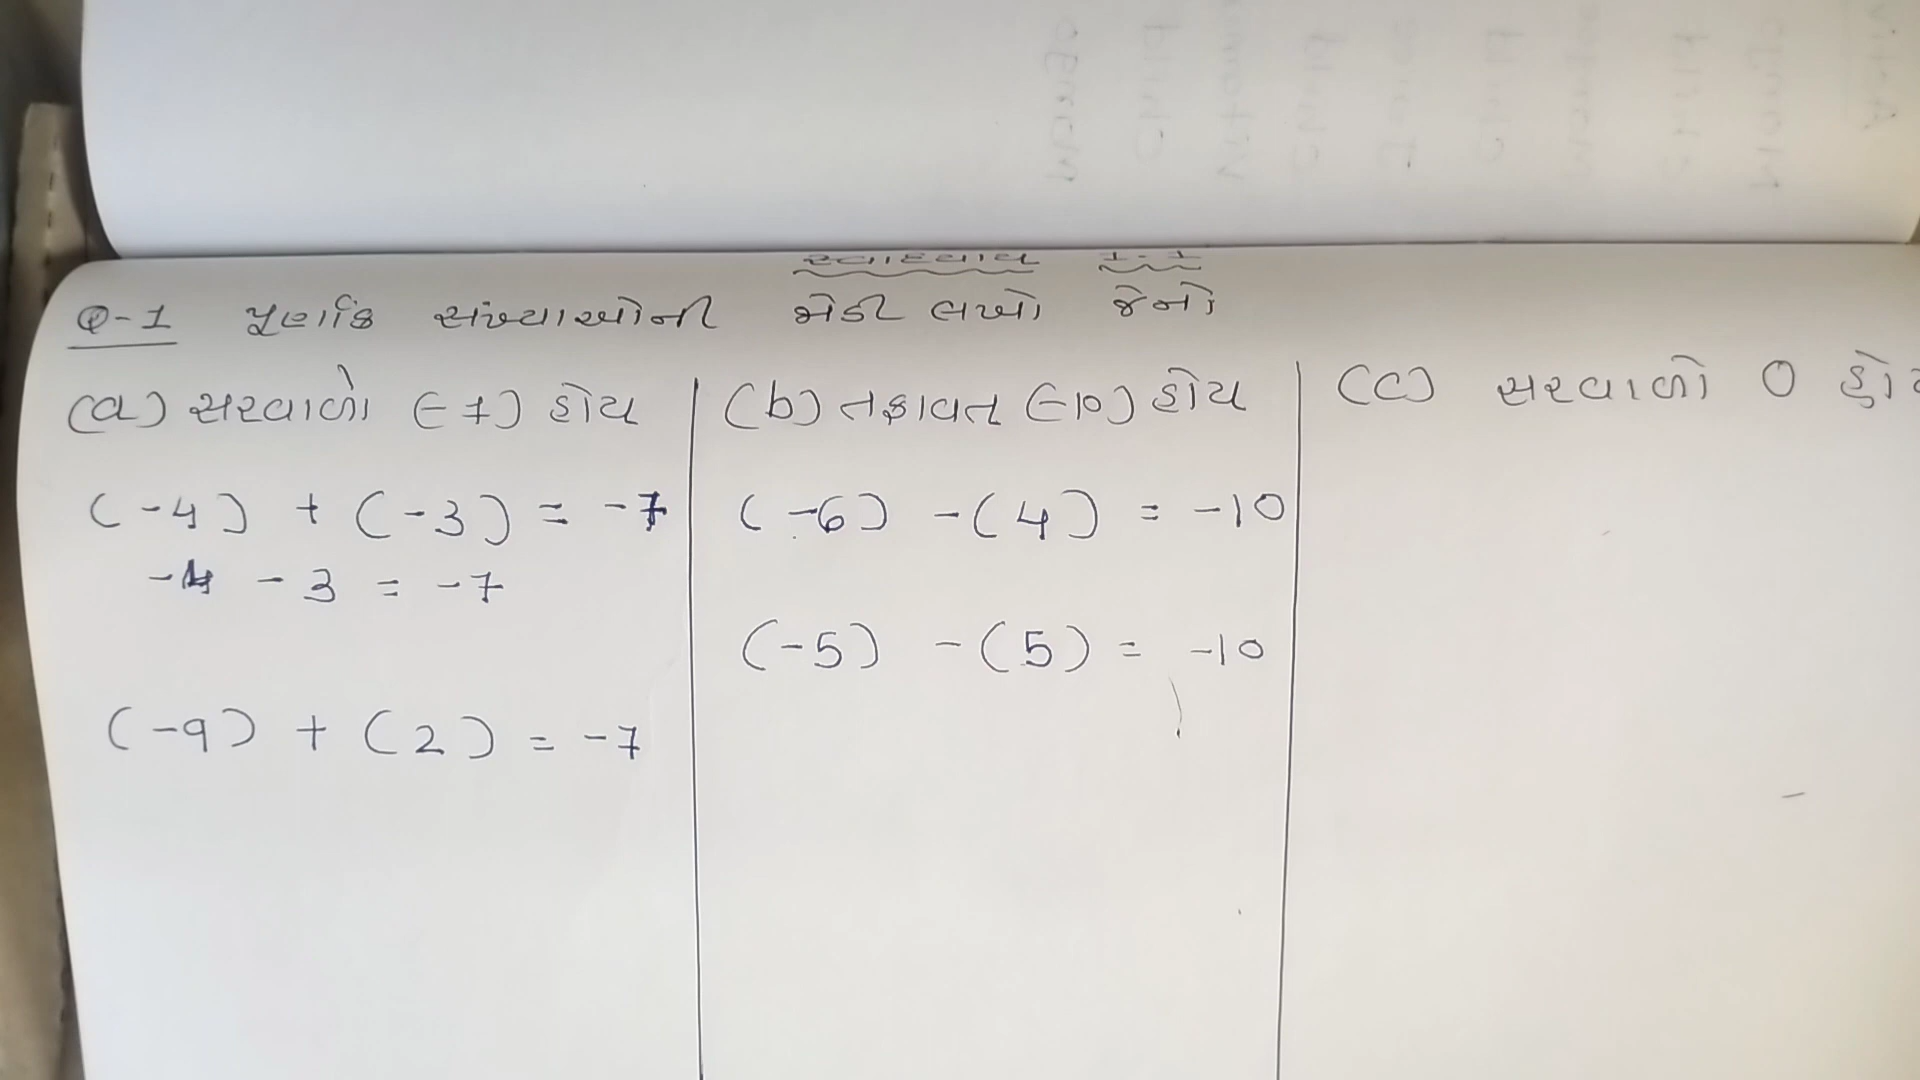 સ્વાધ્યાય 1.1
Q-1 પૂર્ણાંક સંખ્યાઓની જોડી લખો જેનો
(a) સરવાળો (-7) હોય
(-4) + (-3) = -7
-4 - 3 = -7
(-9) + (2) = -7
(b) તફાવત (-10) હોય
(-6) -(4) = -10
(-5) -(5) = -10
(c) સરવાળો 0 હોય